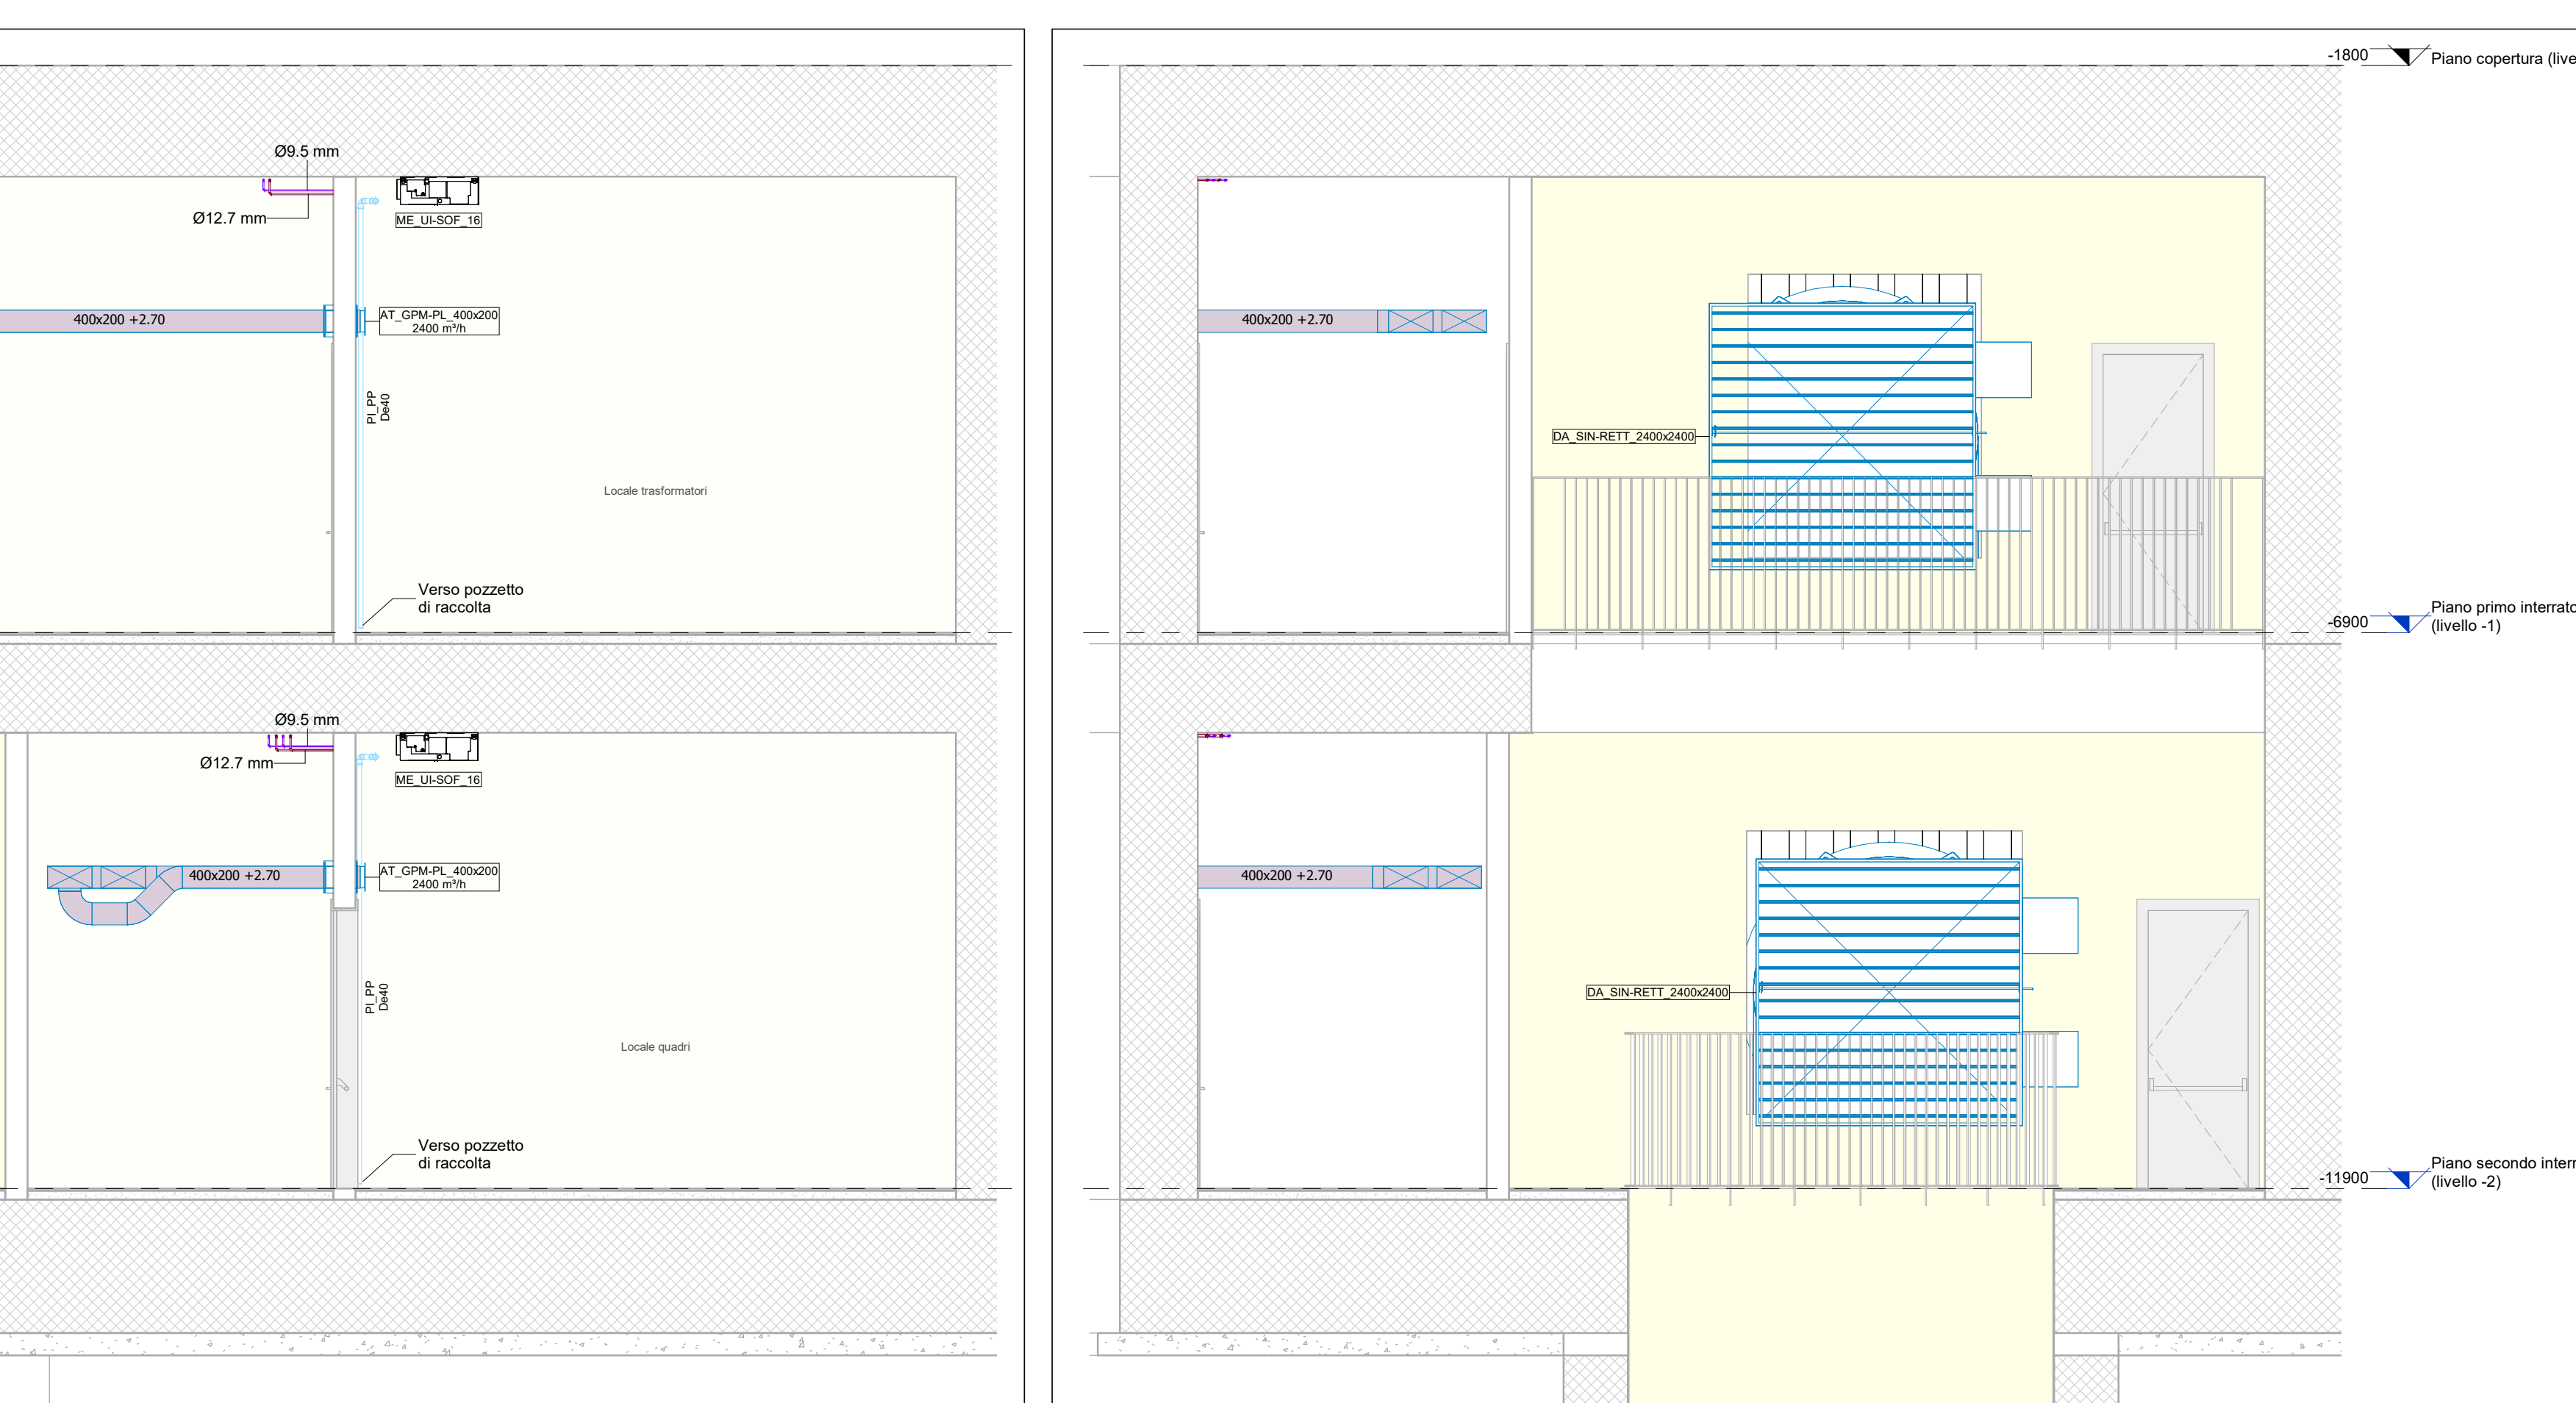 Ø9.5 mm
Ø12.7 mm
ME_UI-SOF_16
400x200 +2.70
AT_GPM-PL_400x200
2400 m³/h
PI_PP
De40
Locale trasformatori
Verso pozzetto
di raccolta
Ø9.5 mm
Ø12.7 mm
ME_UI-SOF_16
400x200 +2.70
AT_GPM-PL_400x200
2400 m³/h
PI_PP
De40
Locale quadri
Verso pozzetto
di raccolta
-1800
Piano copertura (live
400x200 +2.70
DA_SIN-RETT_2400x2400
-6900
Piano primo interrato
(livello -1)
400x200 +2.70
DA_SIN-RETT_2400x2400
-11900
Piano secondo interr
(livello -2)